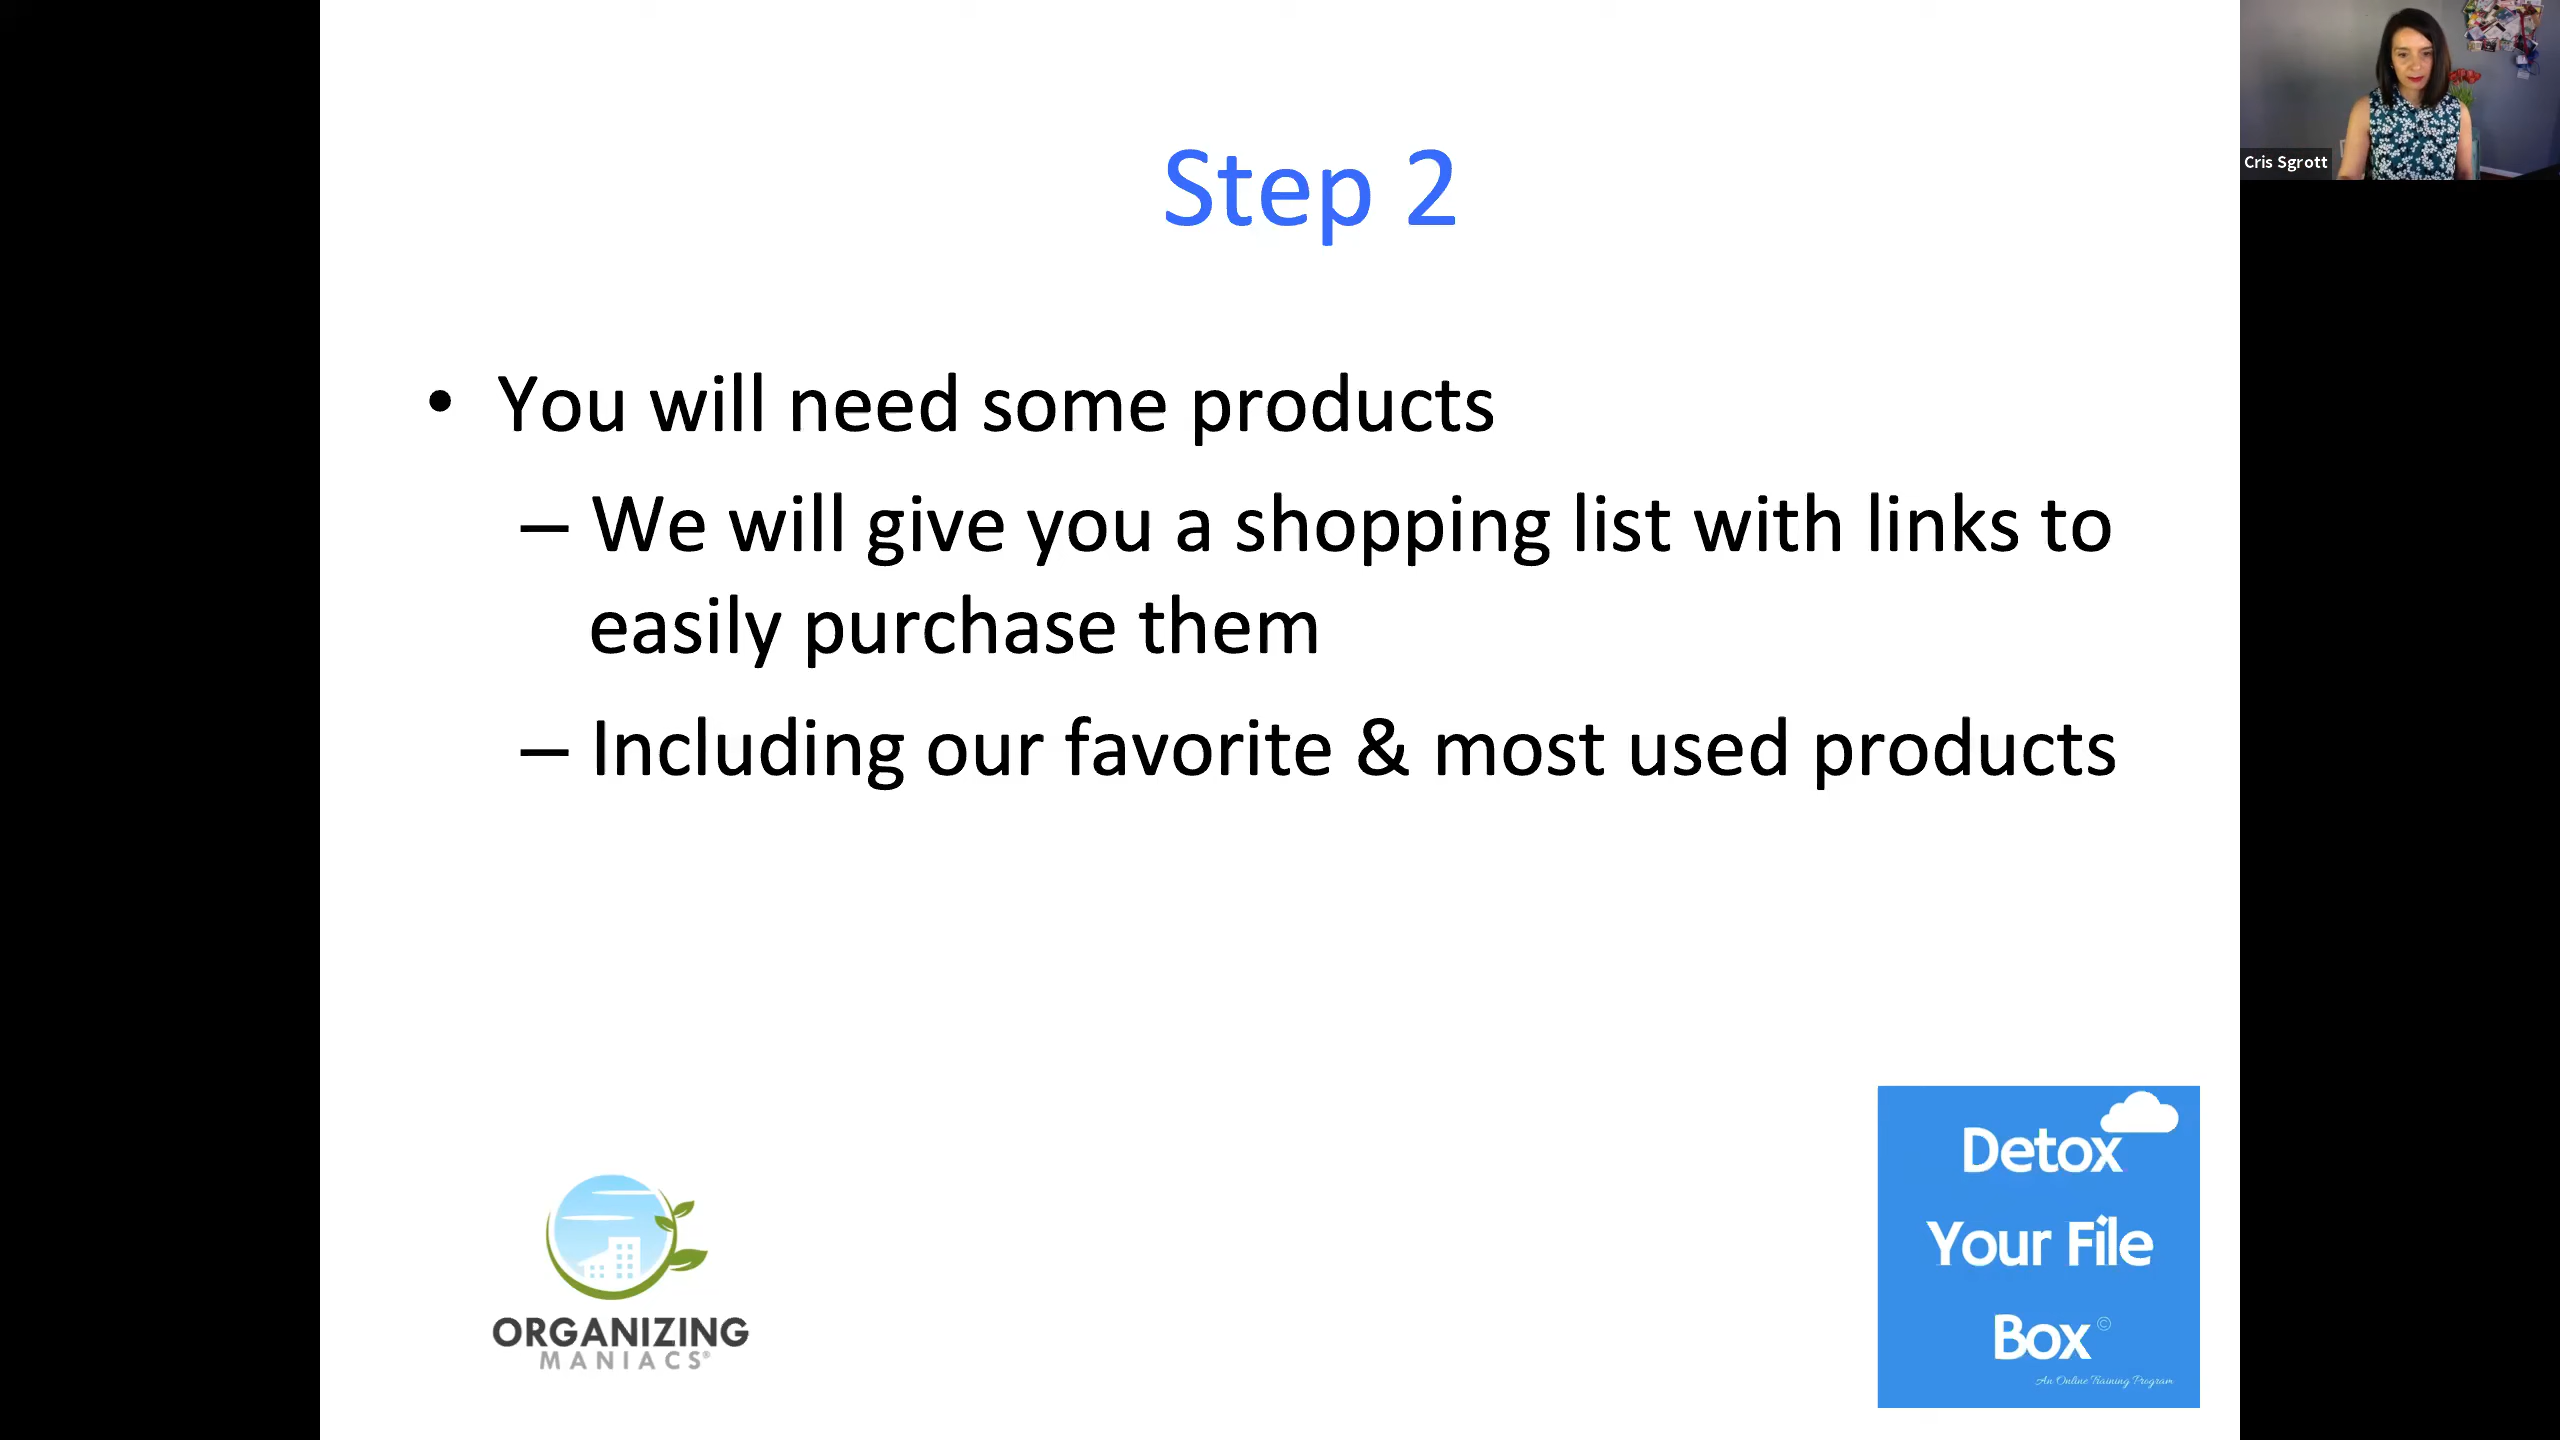 Cris Sgrott
Step 2
• You will need some products
– We will give you a shopping list with links to
easily purchase them
– Including our favorite & most used products
ORGANIZING
MANIACS®
Detox
Your File
Box ©
An Online Training Program